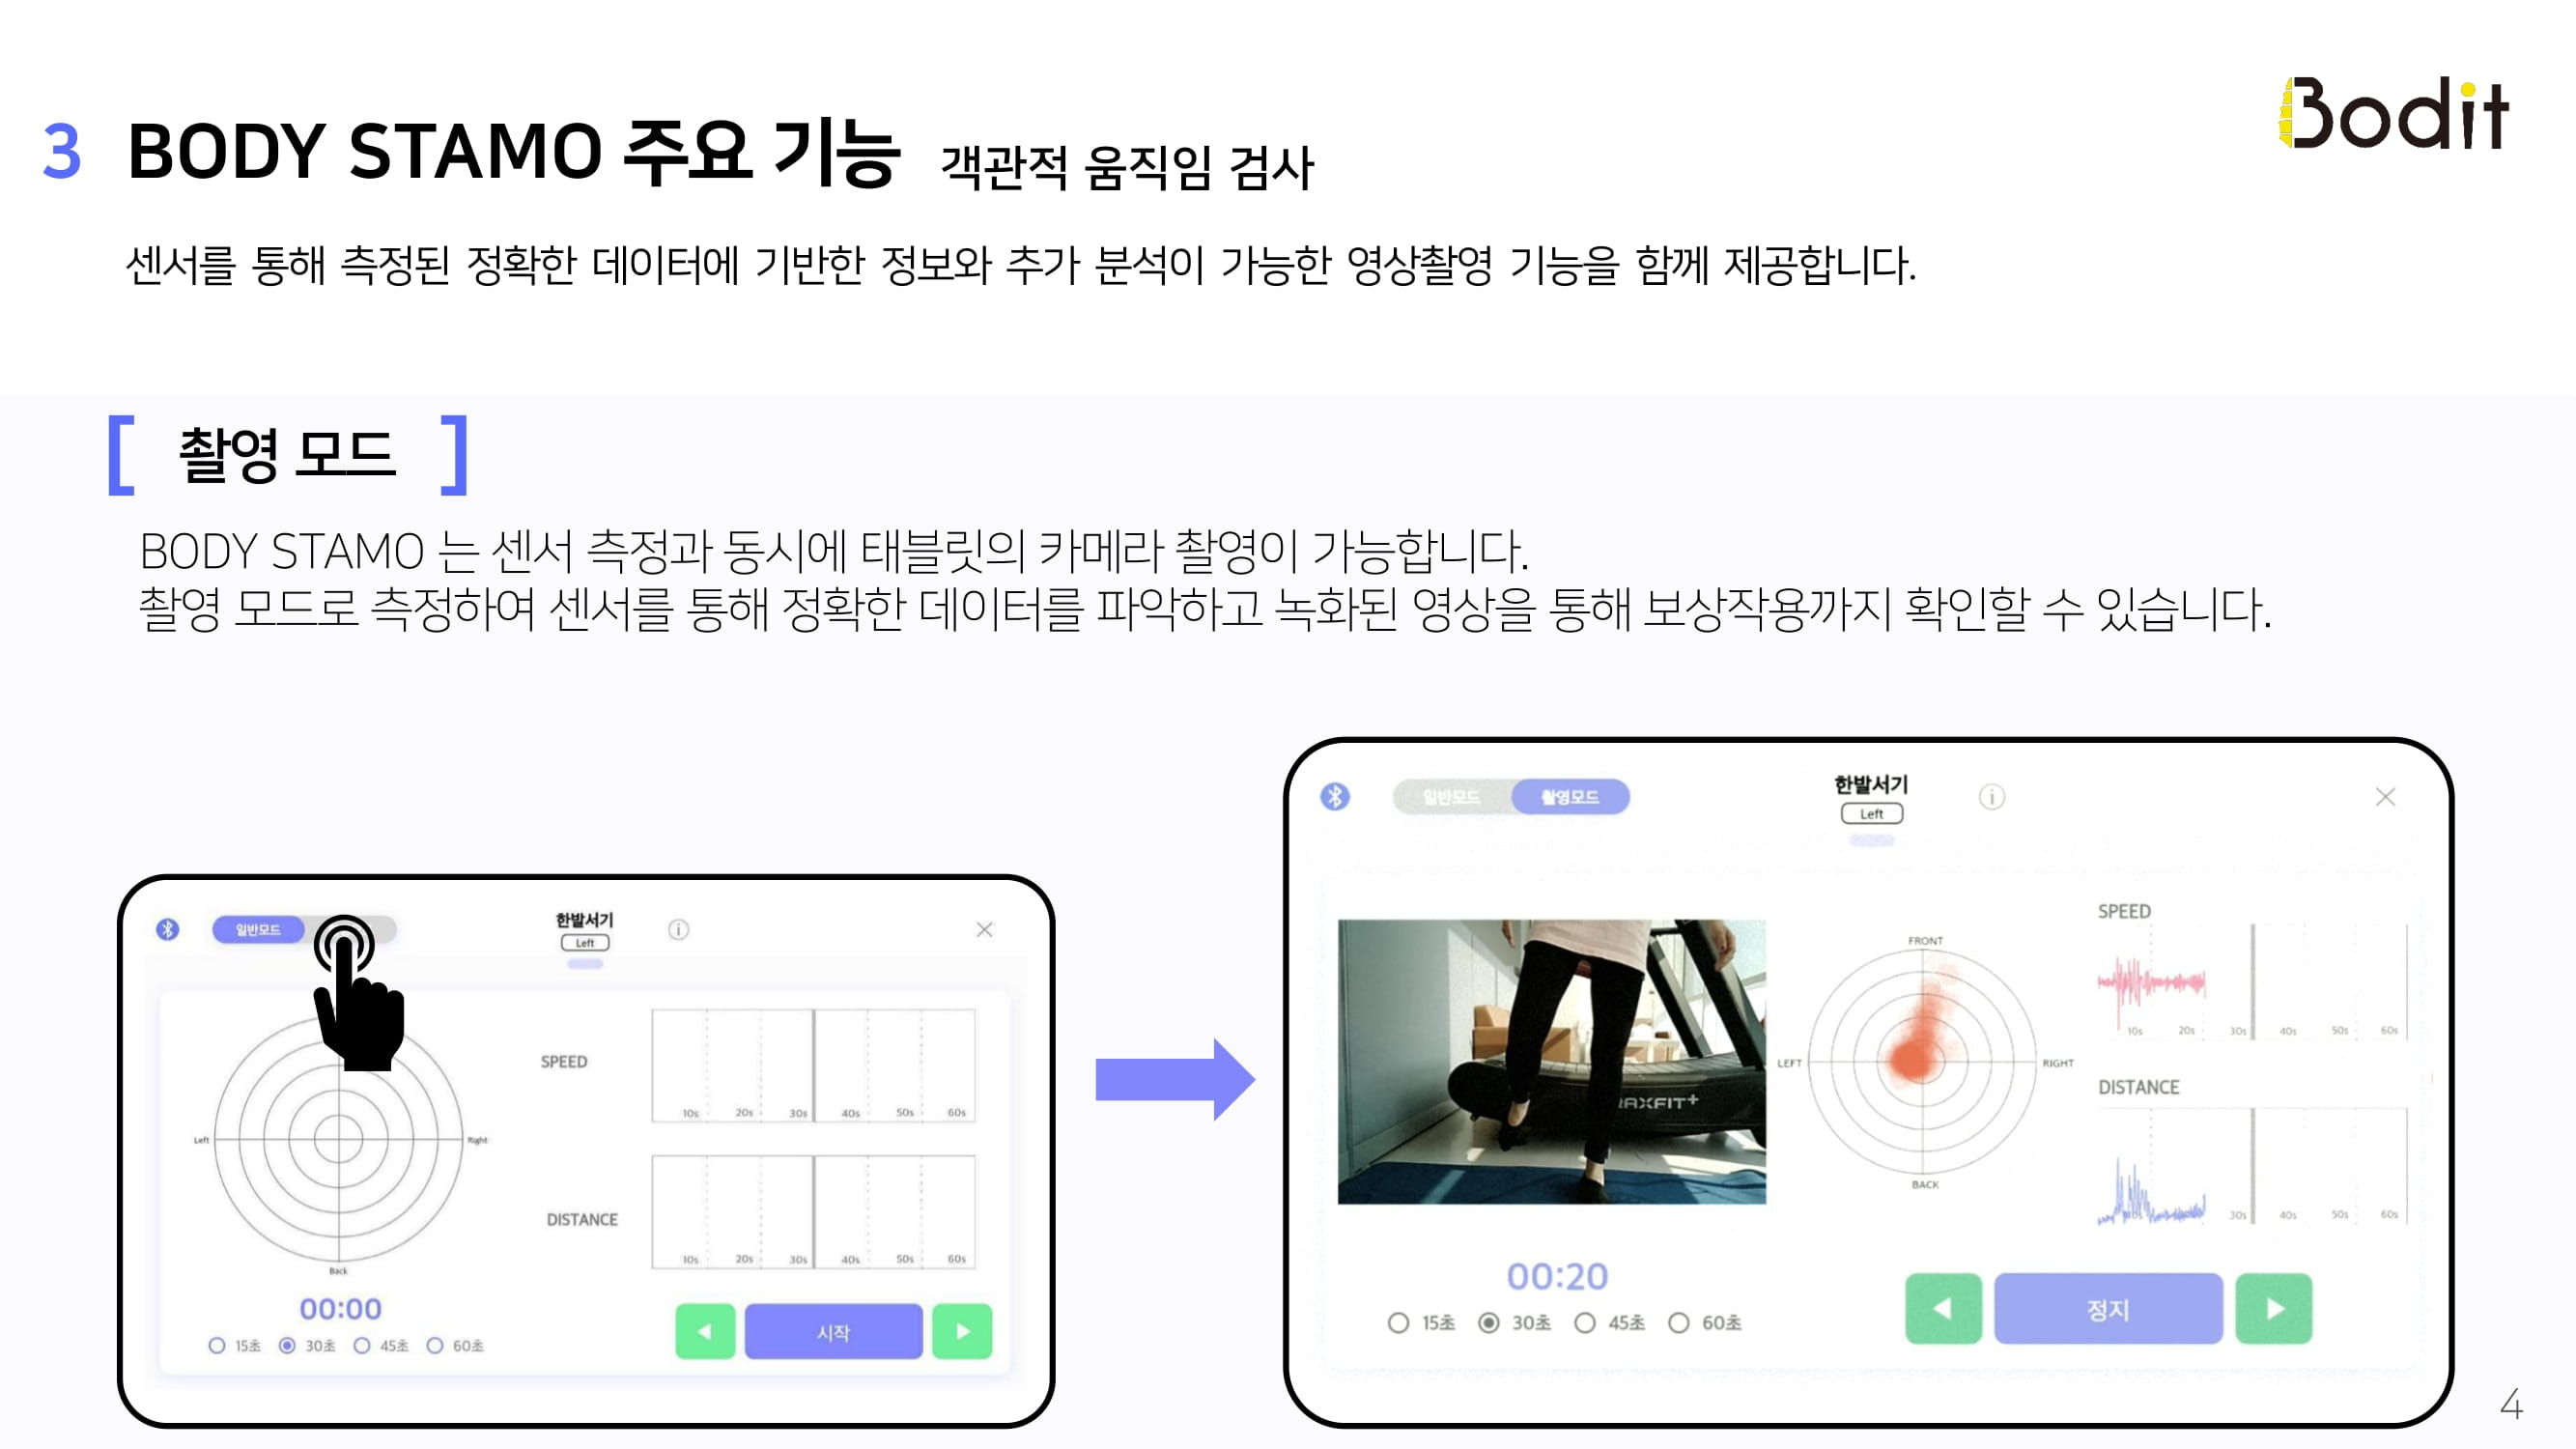 Bodit
3 BODY STAMO 주요 기능 객관적 움직임 검사
센서를 통해 측정된 정확한 데이터에 기반한 정보와 추가 분석이 가능한 영상촬영 기능을 함께 제공합니다.
[ 촬영 모드 ]
BODY STAMO 는 센서 측정과 동시에 태블릿의 카메라 촬영이 가능합니다.
촬영 모드로 측정하여 센서를 통해 정확한 데이터를 파악하고 녹화된 영상을 통해 보상작용까지 확인할 수 있습니다.
일반모드
한발서기
Left
SPEED
10s 20s 30s 40s 50s 60s
Left
Right
DISTANCE
10s 20s 30s 40s 50s 60s
Back
00:00
15초 30초 45초 60초
시작
일반모드 촬영모드
한발서기
Left
AXFIT+
FRONT
LEFT
RIGHT
BACK
SPEED
10s 20s 30s 40s 50s 60s
DISTANCE
30s 40s 50s 60s
00:20
15초 30초 45초 60초
정지
4